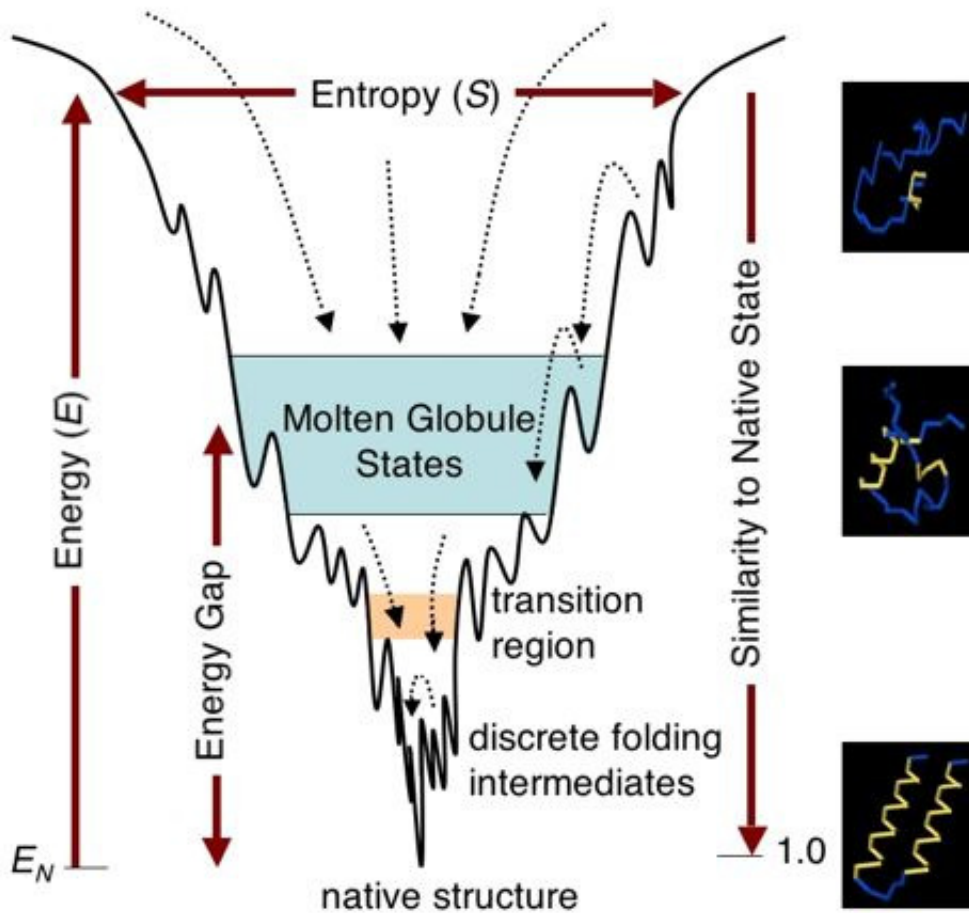 Entropy (S)
Energy (E)
Molten Globule
States
Energy Gap
Similarity to Native State
transition
region
discrete folding
intermediates
E_N
1.0
native structure